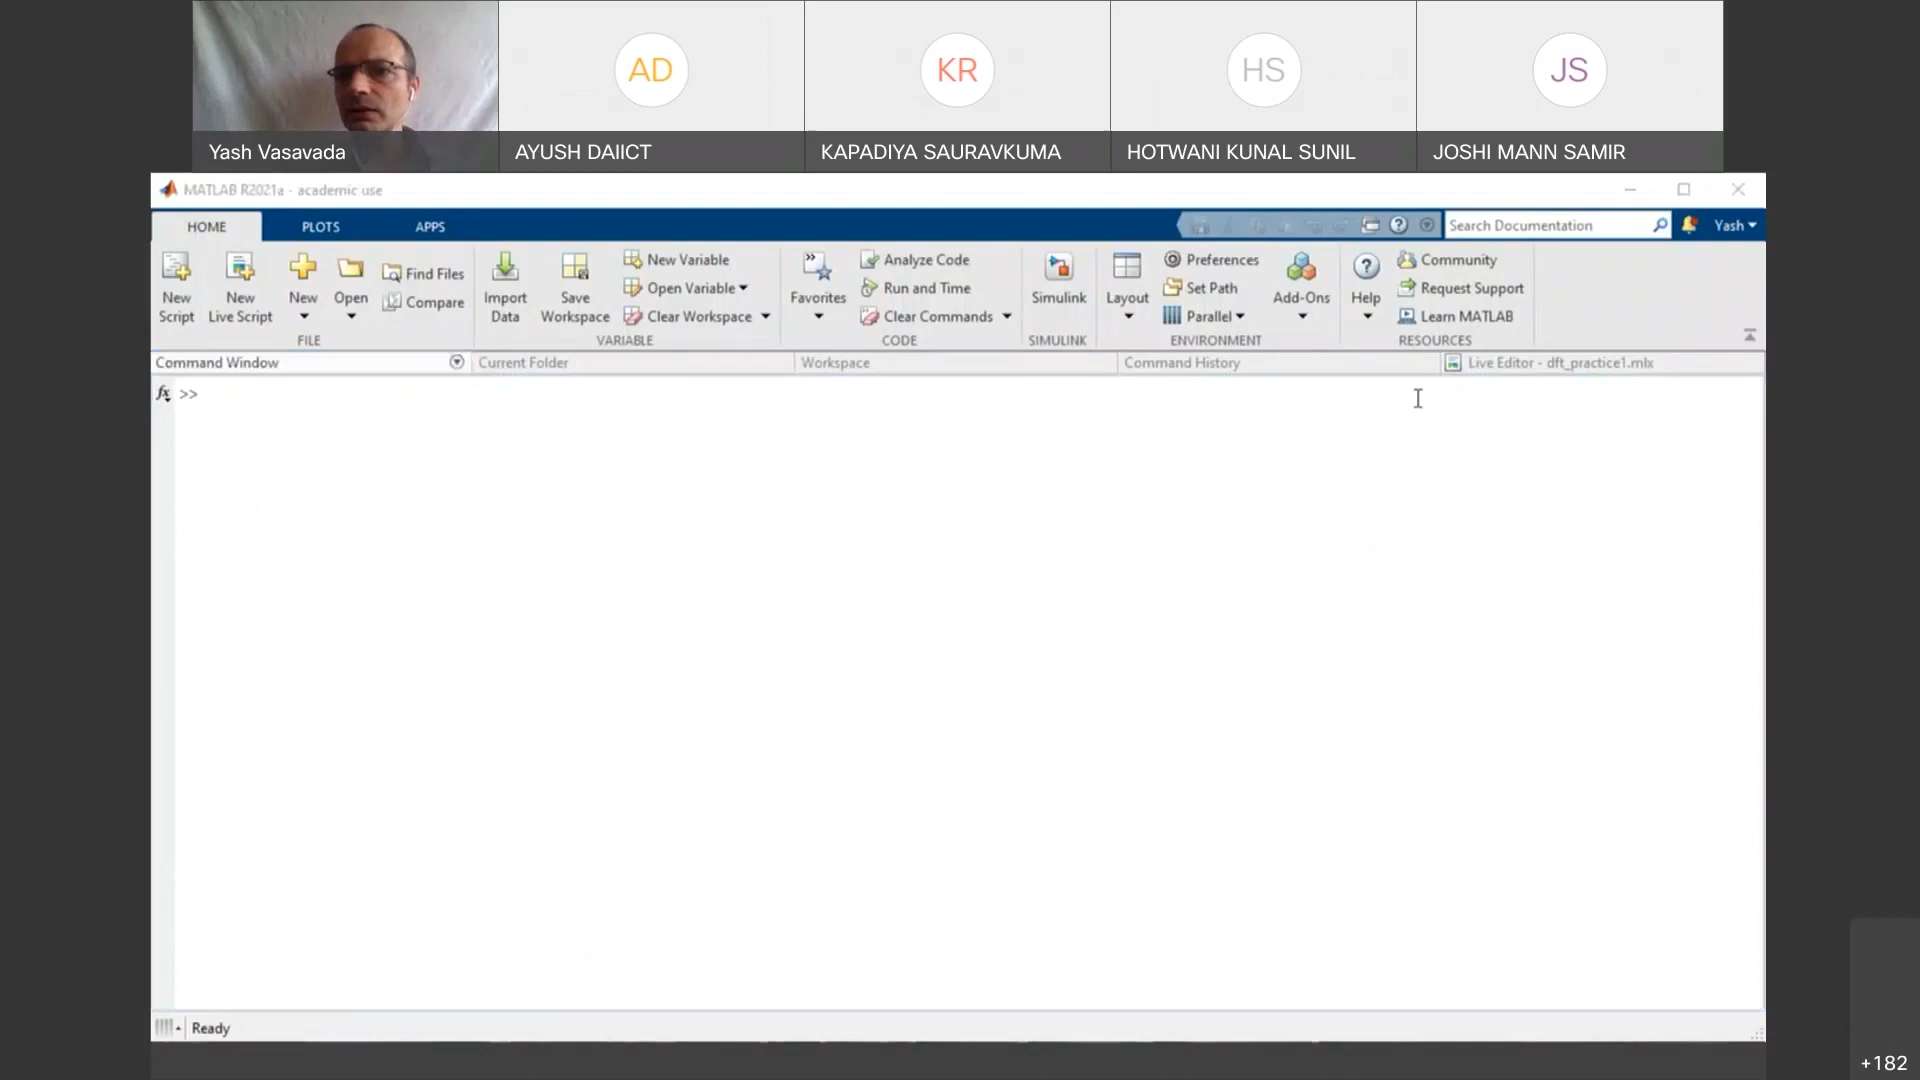 AD
KR
HS
JS
Yash Vasavada
AYUSH DAIICT
KAPADIYA SAURAVKUMA
HOTWANI KUNAL SUNIL
JOSHI MANN SAMIR
MATLAB R2021a - academic use
HOME
PLOTS
APPS
Search Documentation
Yash
New Script
New Live Script
New
Open
Find Files
Compare
FILE
Import Data
Save Workspace
New Variable
Open Variable
Clear Workspace
VARIABLE
Favorites
Analyze Code
Run and Time
Clear Commands
CODE
Simulink
SIMULINK
Layout
Preferences
Set Path
Parallel
Add-Ons
ENVIRONMENT
Help
Community
Request Support
Learn MATLAB
RESOURCES
Command Window
Current Folder
Workspace
Command History
Live Editor - dft_practice1.mlx
fx >>
Ready
+182